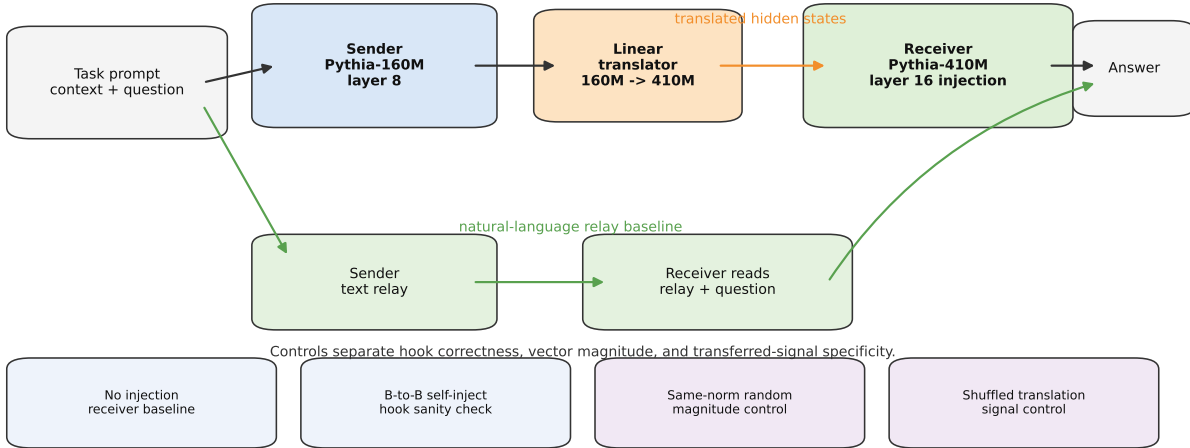 translated hidden states
Task prompt
context + question
Sender
Pythia-160M
layer 8
Linear
translator
160M -> 410M
Receiver
Pythia-410M
layer 16 injection
Answer
natural-language relay baseline
Sender
text relay
Receiver reads
relay + question
Controls separate hook correctness, vector magnitude, and transferred-signal specificity.
No injection
receiver baseline
B-to-B self-inject
hook sanity check
Same-norm random
magnitude control
Shuffled translation
signal control